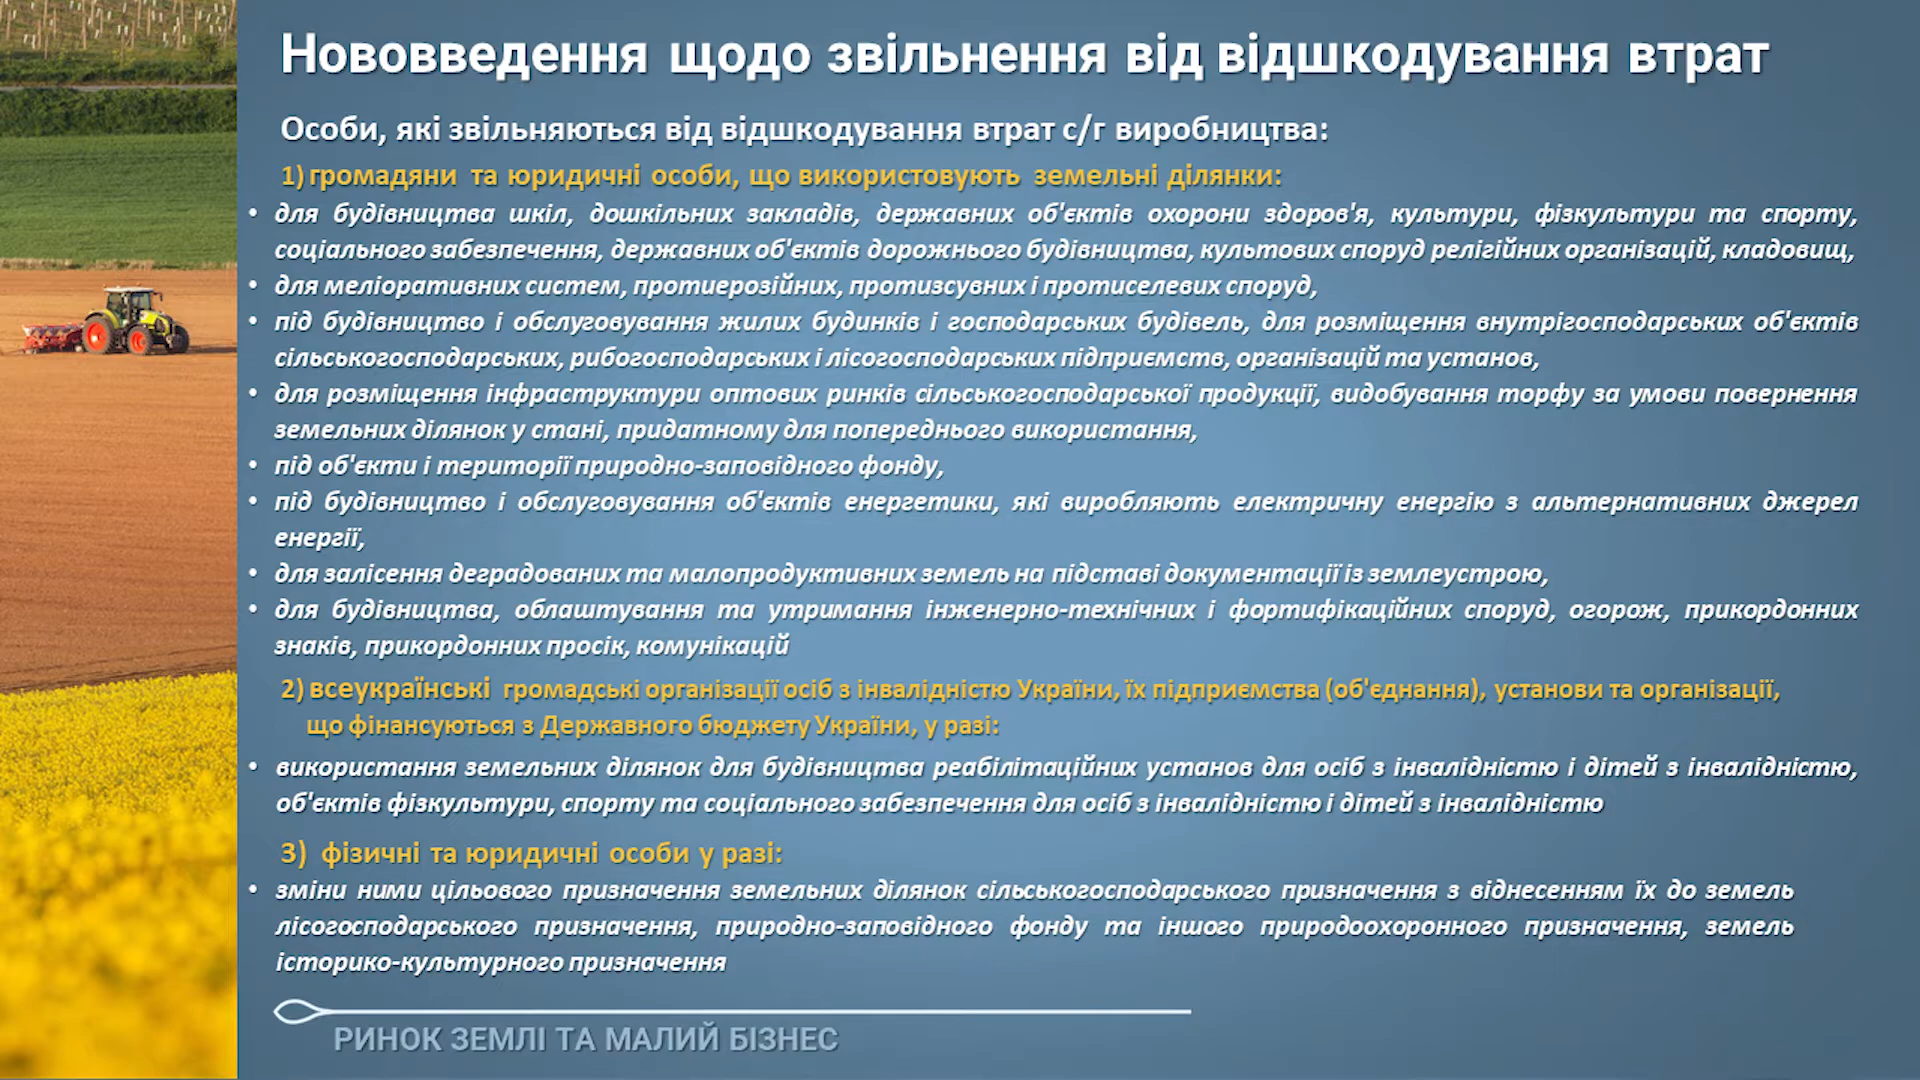 Нововведення щодо звільнення від відшкодування втрат
Особи, які звільняються від відшкодування втрат с/г виробництва:
1) громадяни та юридичні особи, що використовують земельні ділянки:
• для будівництва шкіл, дошкільних закладів, державних об'єктів охорони здоров'я, культури, фізкультури та спорту,
соціального забезпечення, державних об'єктів дорожнього будівництва, культових споруд релігійних організацій, кладовищ,
• для меліоративних систем, протиерозійних, протизсувних і протиселевих споруд,
• під будівництво і обслуговування жилих будинків і господарських будівель, для розміщення внутрігосподарських об'єктів
сільськогосподарських, рибогосподарських і лісогосподарських підприємств, організацій та установ,
• для розміщення інфраструктури оптових ринків сільськогосподарської продукції, видобування торфу за умови повернення
земельних ділянок у стані, придатному для попереднього використання,
• під об'єкти і території природно-заповідного фонду,
• під будівництво і обслуговування об'єктів енергетики, які виробляють електричну енергію з альтернативних джерел
енергії,
• для залісення деградованих та малопродуктивних земель на підставі документації із землеустрою,
• для будівництва, облаштування та утримання інженерно-технічних і фортифікаційних споруд, огорож, прикордонних
знаків, прикордонних просік, комунікацій
2) всеукраїнські громадські організації осіб з інвалідністю України, їх підприємства (об'єднання), установи та організації,
що фінансуються з Державного бюджету України, у разі:
• використання земельних ділянок для будівництва реабілітаційних установ для осіб з інвалідністю і дітей з інвалідністю,
об'єктів фізкультури, спорту та соціального забезпечення для осіб з інвалідністю і дітей з інвалідністю
3) фізичні та юридичні особи у разі:
• зміни ними цільового призначення земельних ділянок сільськогосподарського призначення з віднесенням їх до земель
лісогосподарського призначення, природно-заповідного фонду та іншого природоохоронного призначення, земель
історико-культурного призначення
РИНОК ЗЕМЛІ ТА МАЛИЙ БІЗНЕС